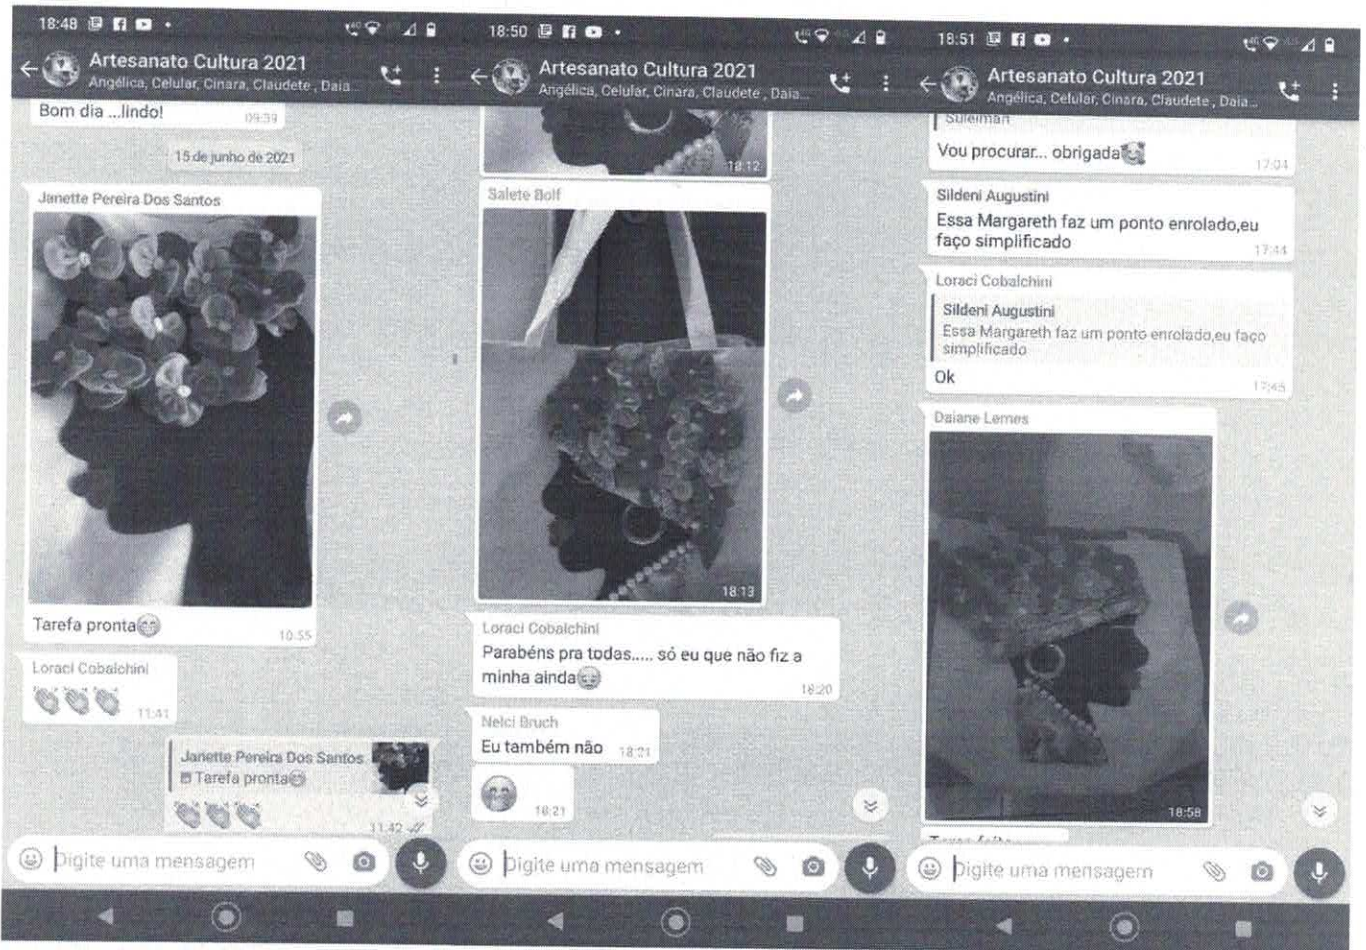 18:48
Artesanato Cultura 2021
Angélica, Celular, Cinara, Claudete , Daia...
Bom dia ...lindo!
09:39
15 de junho de 2021
Janette Pereira Dos Santos
Tarefa pronta😁
10:55
Loraci Cobalchini
👏👏👏
11:41
Janette Pereira Dos Santos
Tarefa pronta😁
👏👏👏
11:42
Digite uma mensagem
18:50
Artesanato Cultura 2021
Angélica, Celular, Cinara, Claudete , Daia...
18:12
Salete Bolf
18:13
Loraci Cobalchini
Parabéns pra todas..... só eu que não fiz a
minha ainda
18:20
Nelci Bruch
Eu também não
18:21
18:21
Digite uma mensagem
18:51
Artesanato Cultura 2021
Angélica, Celular, Cinara, Claudete , Daia...
Suleiman
Vou procurar... obrigada🥰
17:04
Sildeni Augustini
Essa Margareth faz um ponto enrolado,eu
faço simplificado
17:44
Loraci Cobalchini
Sildeni Augustini
Essa Margareth faz um ponto enrolado,eu faço
simplificado
Ok
17:45
Daiane Lemes
18:58
Digite uma mensagem